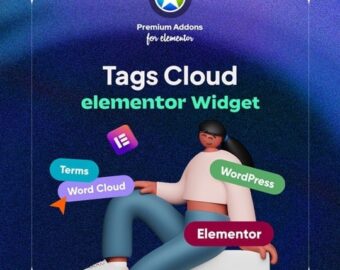 Premium Addons
for elementor
Tags Cloud
elementor Widget
Terms
Word Cloud
WordPress
Elementor